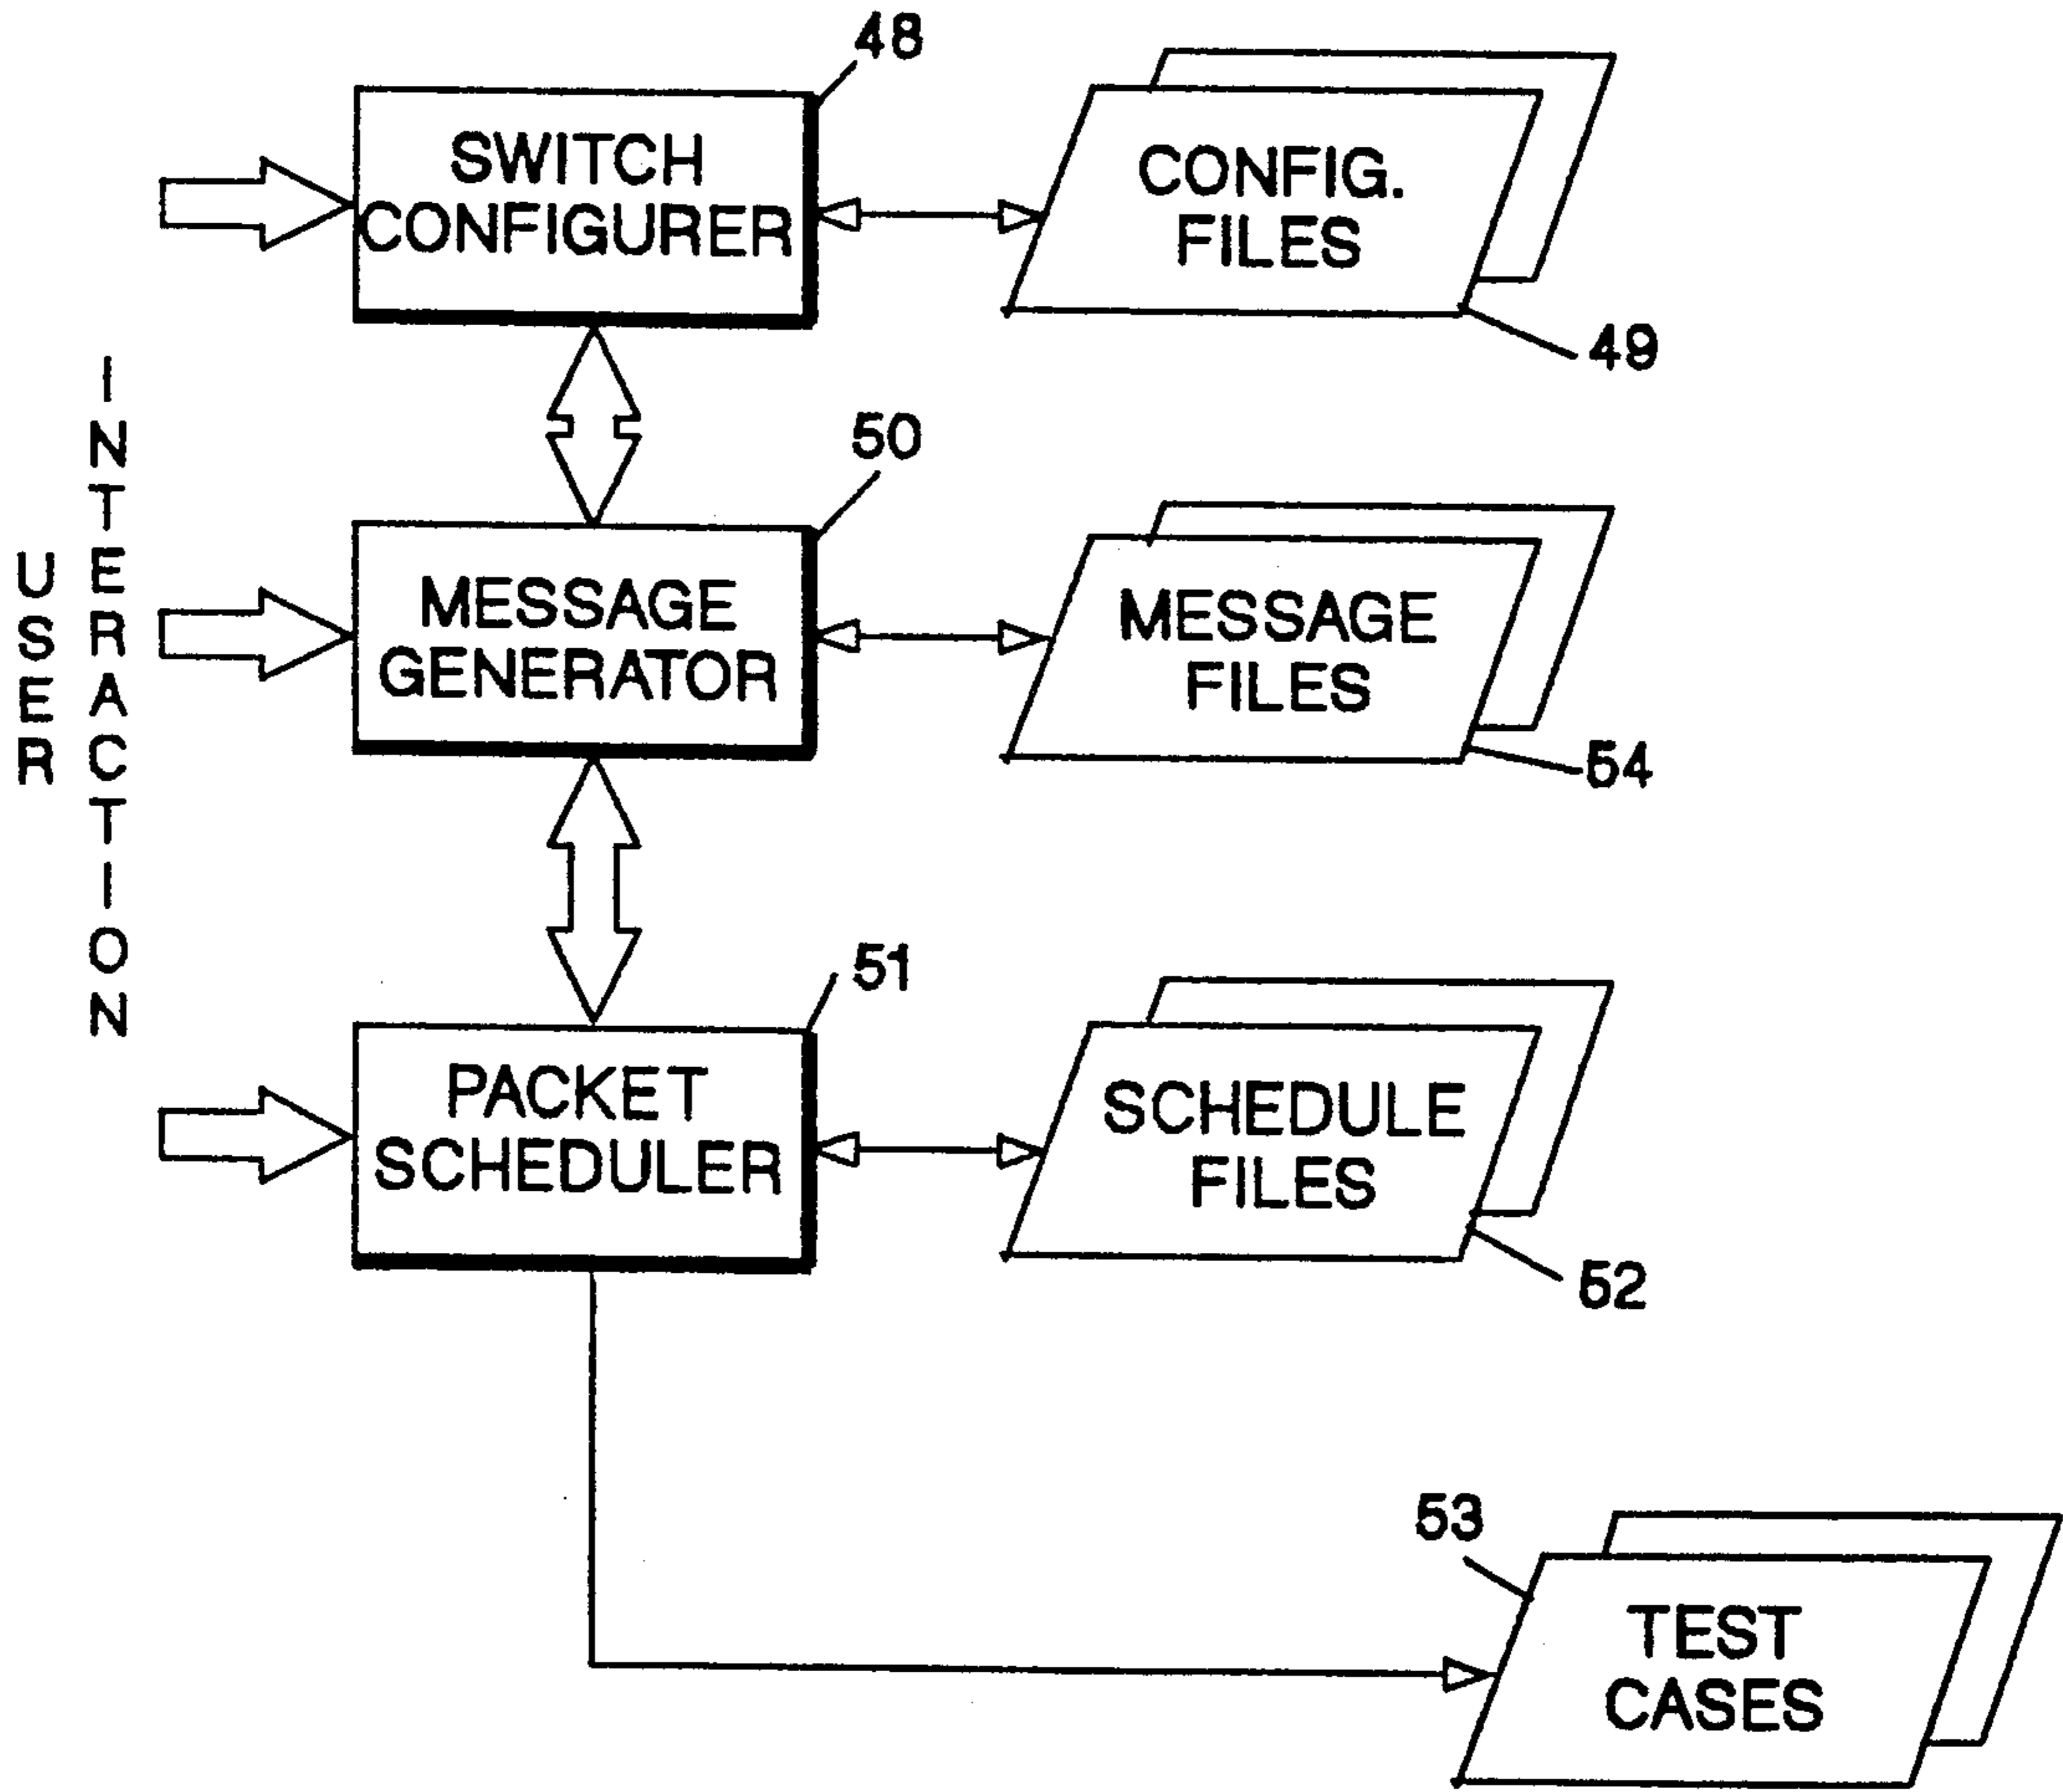 48
SWITCH
CONFIGURER
CONFIG.
FILES
49
USER
INTERACTION
50
MESSAGE
GENERATOR
MESSAGE
FILES
54
51
PACKET
SCHEDULER
SCHEDULE
FILES
52
53
TEST
CASES